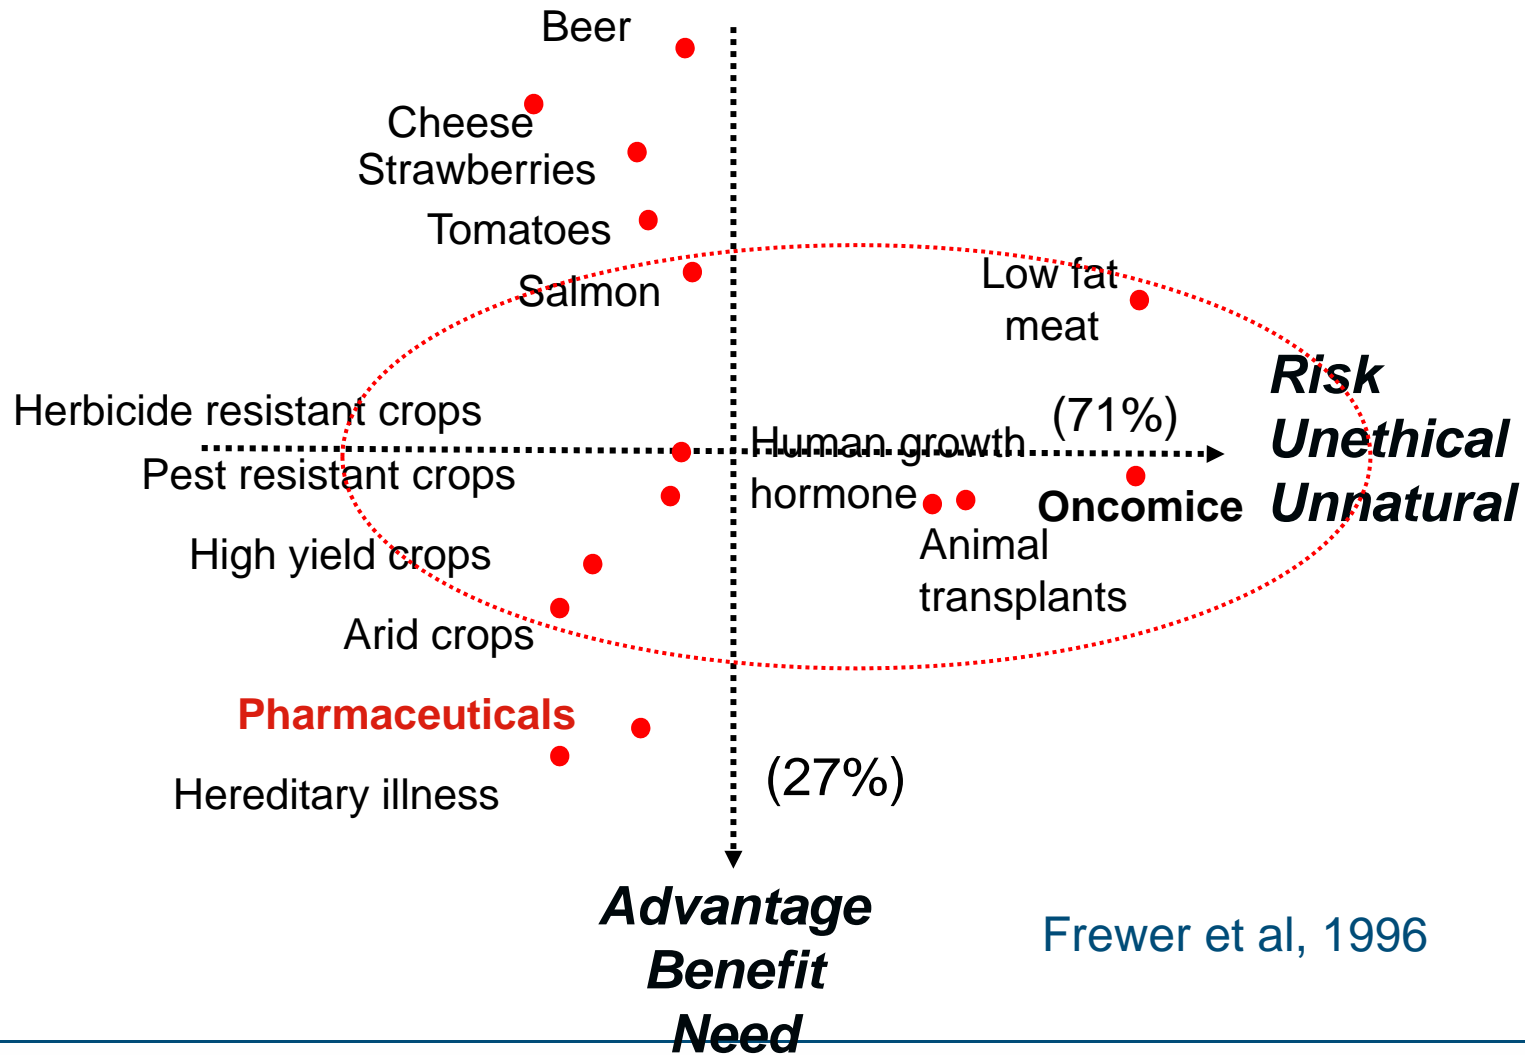 Beer
Cheese
Strawberries
Tomatoes
Salmon
Low fat
meat
Herbicide resistant crops
(71%)
Risk
Unethical
Unnatural
Pest resistant crops
Human growth
hormone
Oncomice
High yield crops
Animal
transplants
Arid crops
Pharmaceuticals
Hereditary illness
(27%)
Advantage
Benefit
Need
Frewer et al, 1996